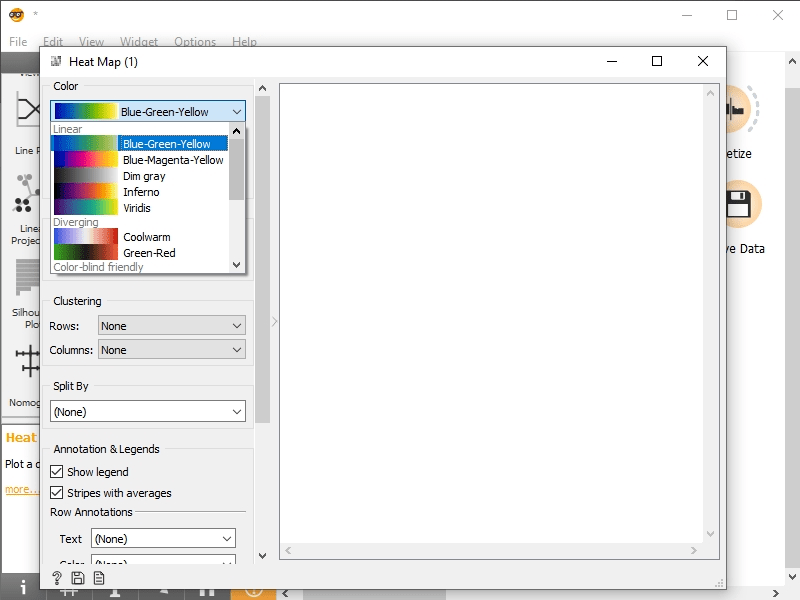 *
File Edit View Widget Options Help
Heat Map (1)
Color
Blue-Green-Yellow
Linear
Blue-Green-Yellow
Blue-Magenta-Yellow
Dim gray
Inferno
Viridis
Diverging
Coolwarm
Green-Red
Color-blind friendly
Clustering
Rows: None
Columns: None
Split By
(None)
Annotation & Legends
Show legend
Stripes with averages
Row Annotations
Text (None)
Line
Linea
Projec
Silhou
Plo
Nomog
Heat
Plot a d
more...
etize
ve Data